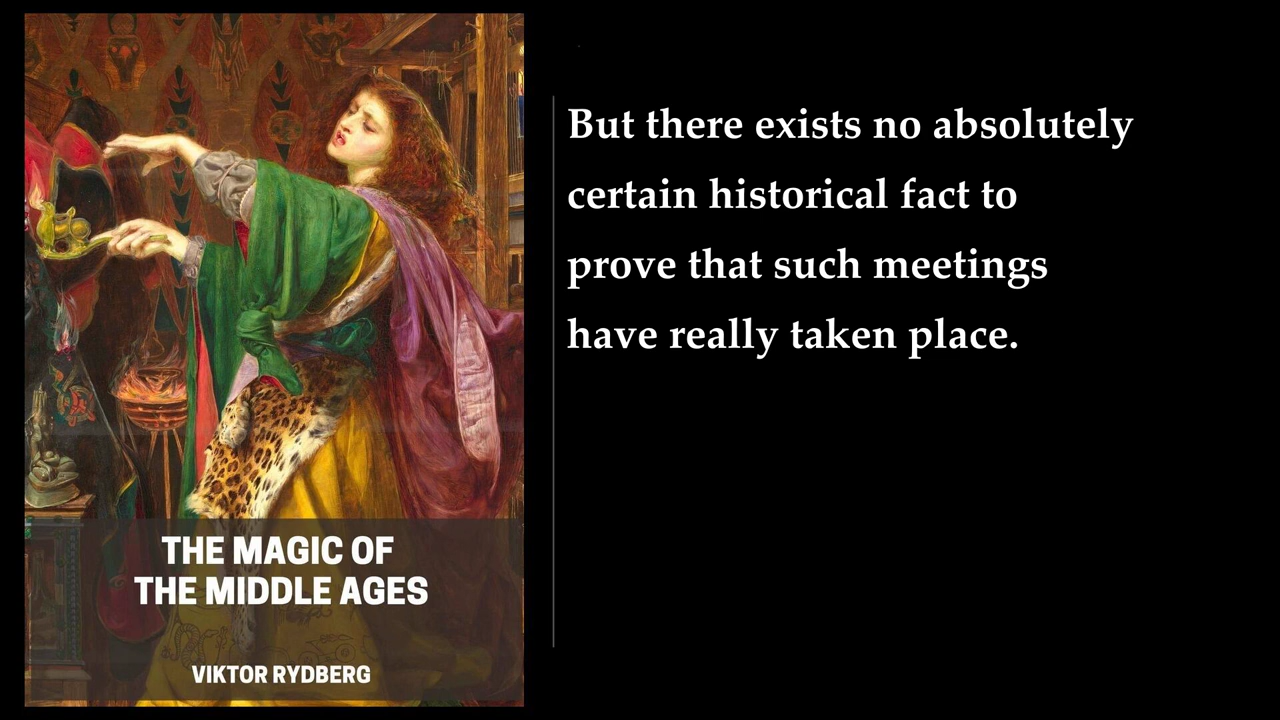 But there exists no absolutely
certain historical fact to
prove that such meetings
have really taken place.
THE MAGIC OF
THE MIDDLE AGES
VIKTOR RYDBERG